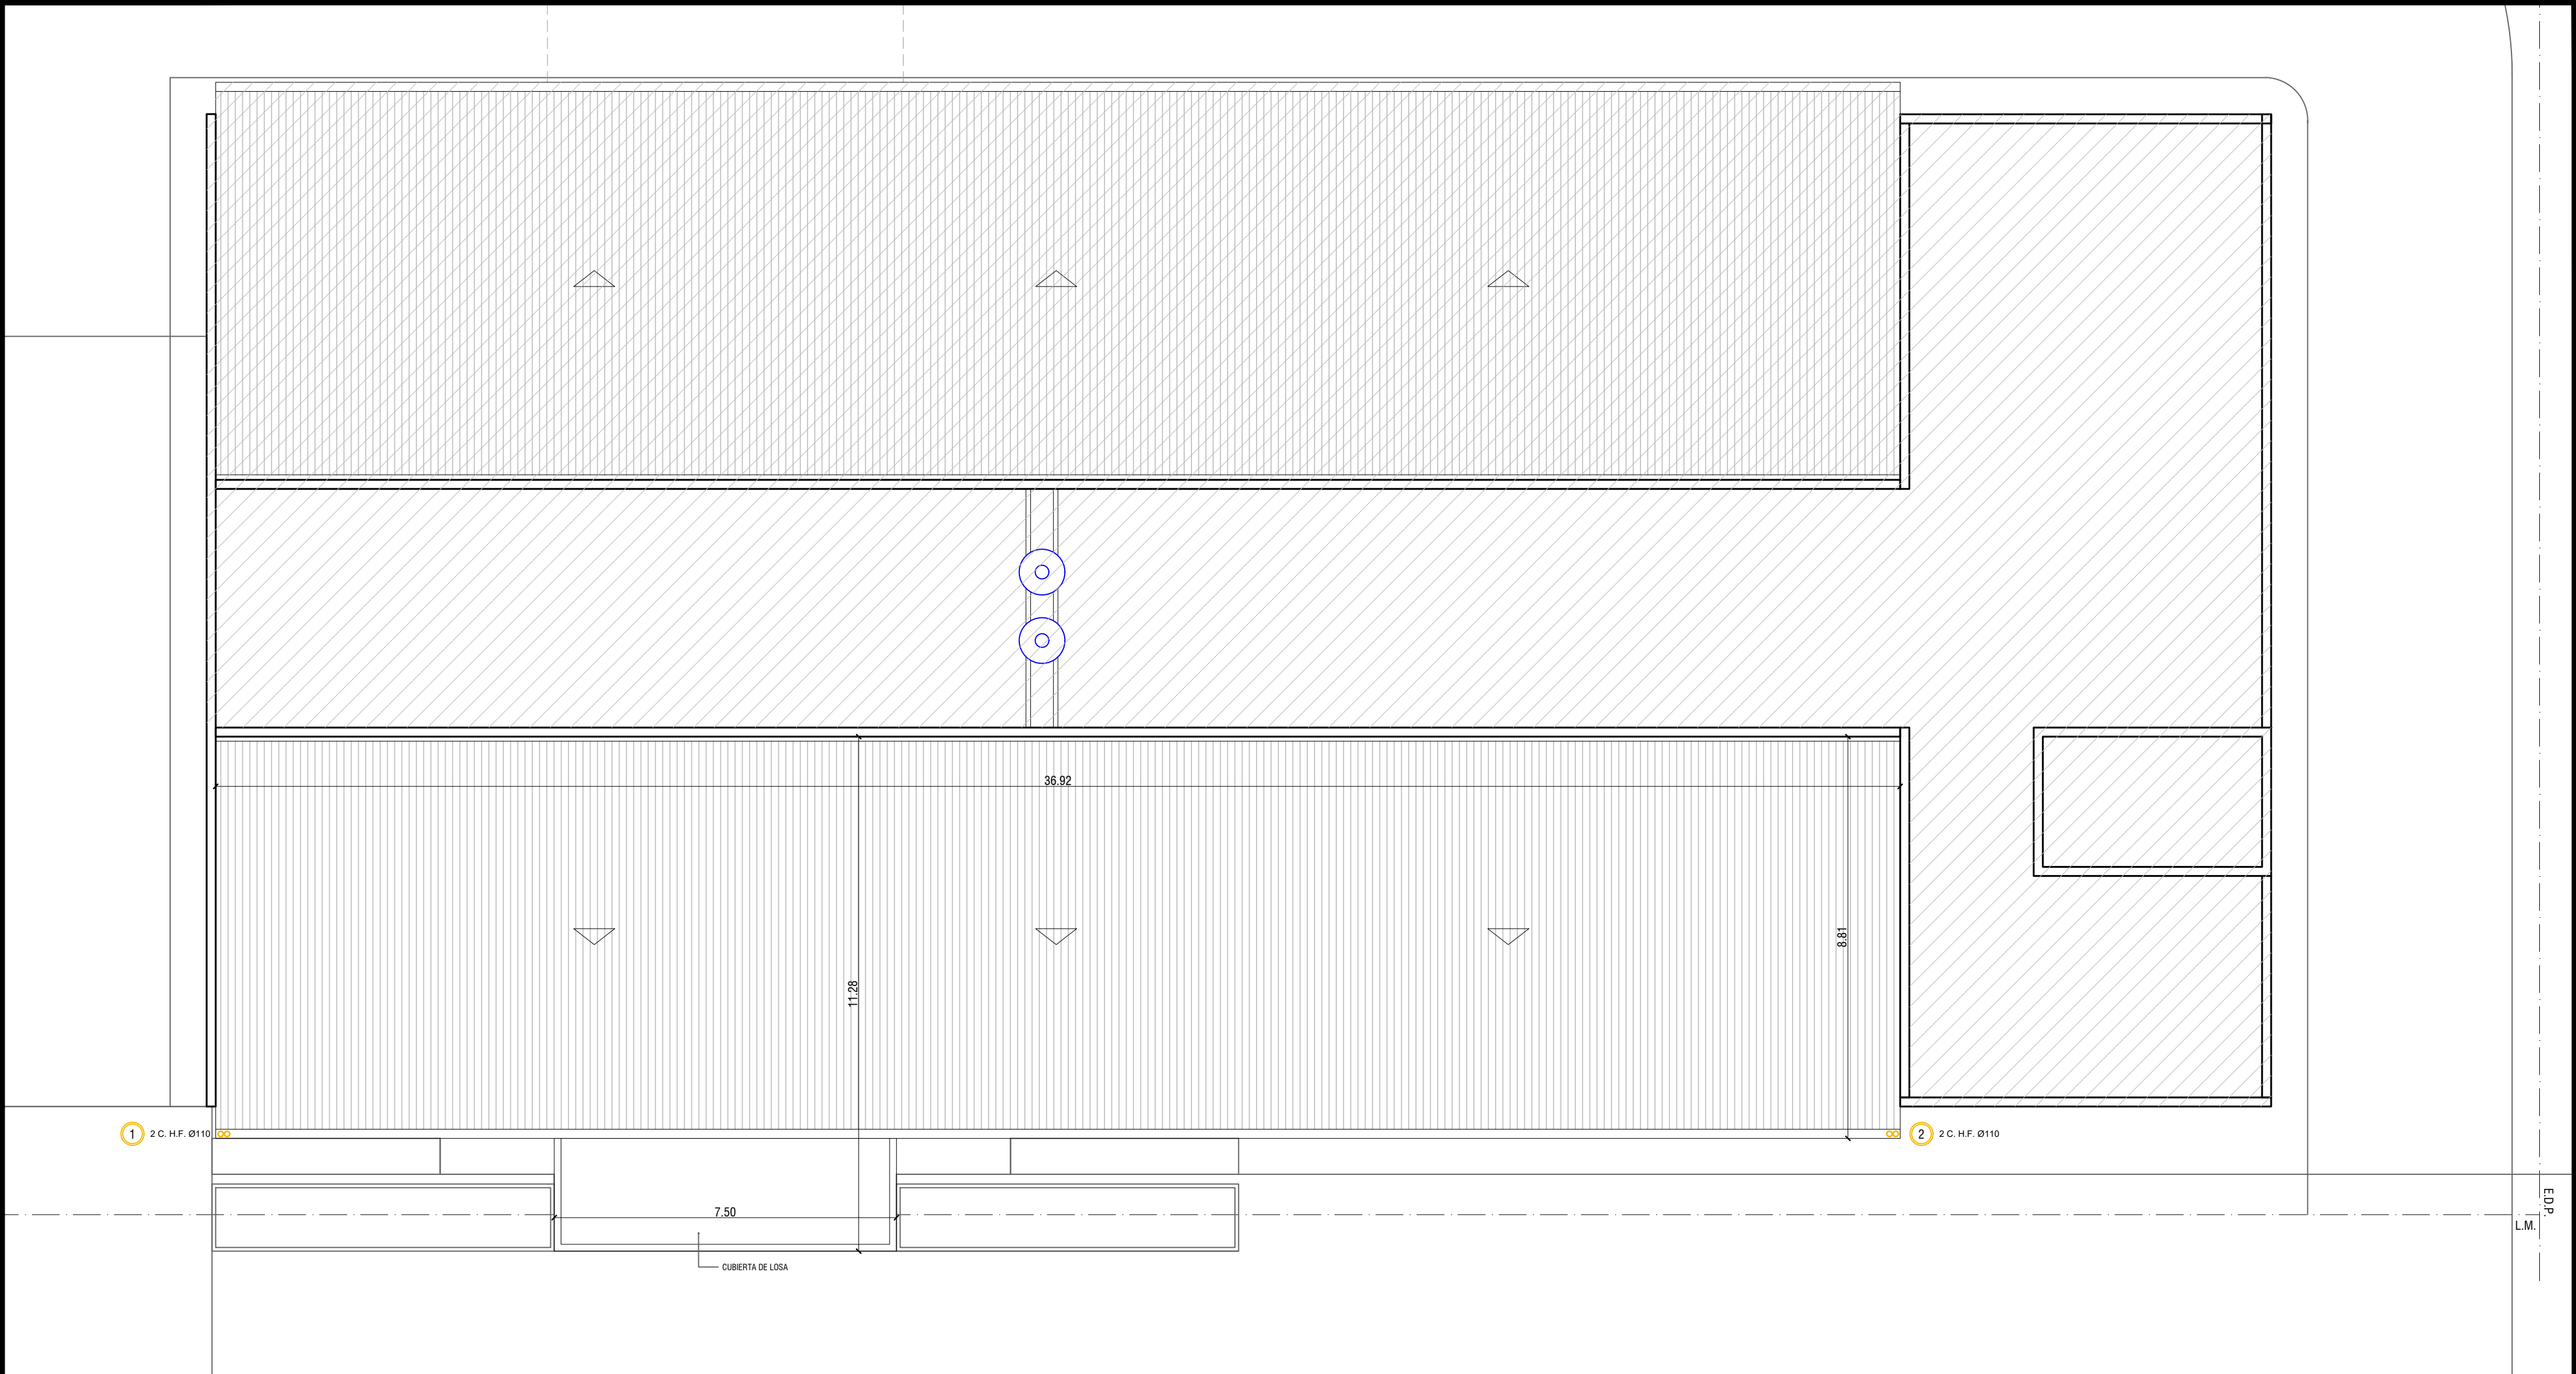 36.92
8.81
11.28
1 2 C. H.F. Ø110
2 2 C. H.F. Ø110
7.50
E.D.P.
L.M.
CUBIERTA DE LOSA